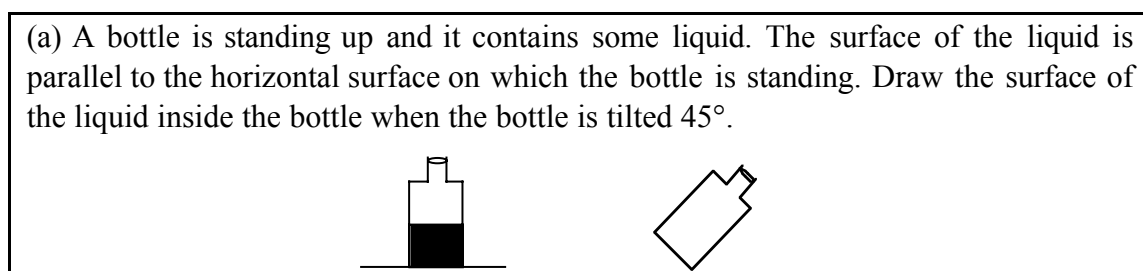 (a) A bottle is standing up and it contains some liquid. The surface of the liquid is
parallel to the horizontal surface on which the bottle is standing. Draw the surface of
the liquid inside the bottle when the bottle is tilted 45°.